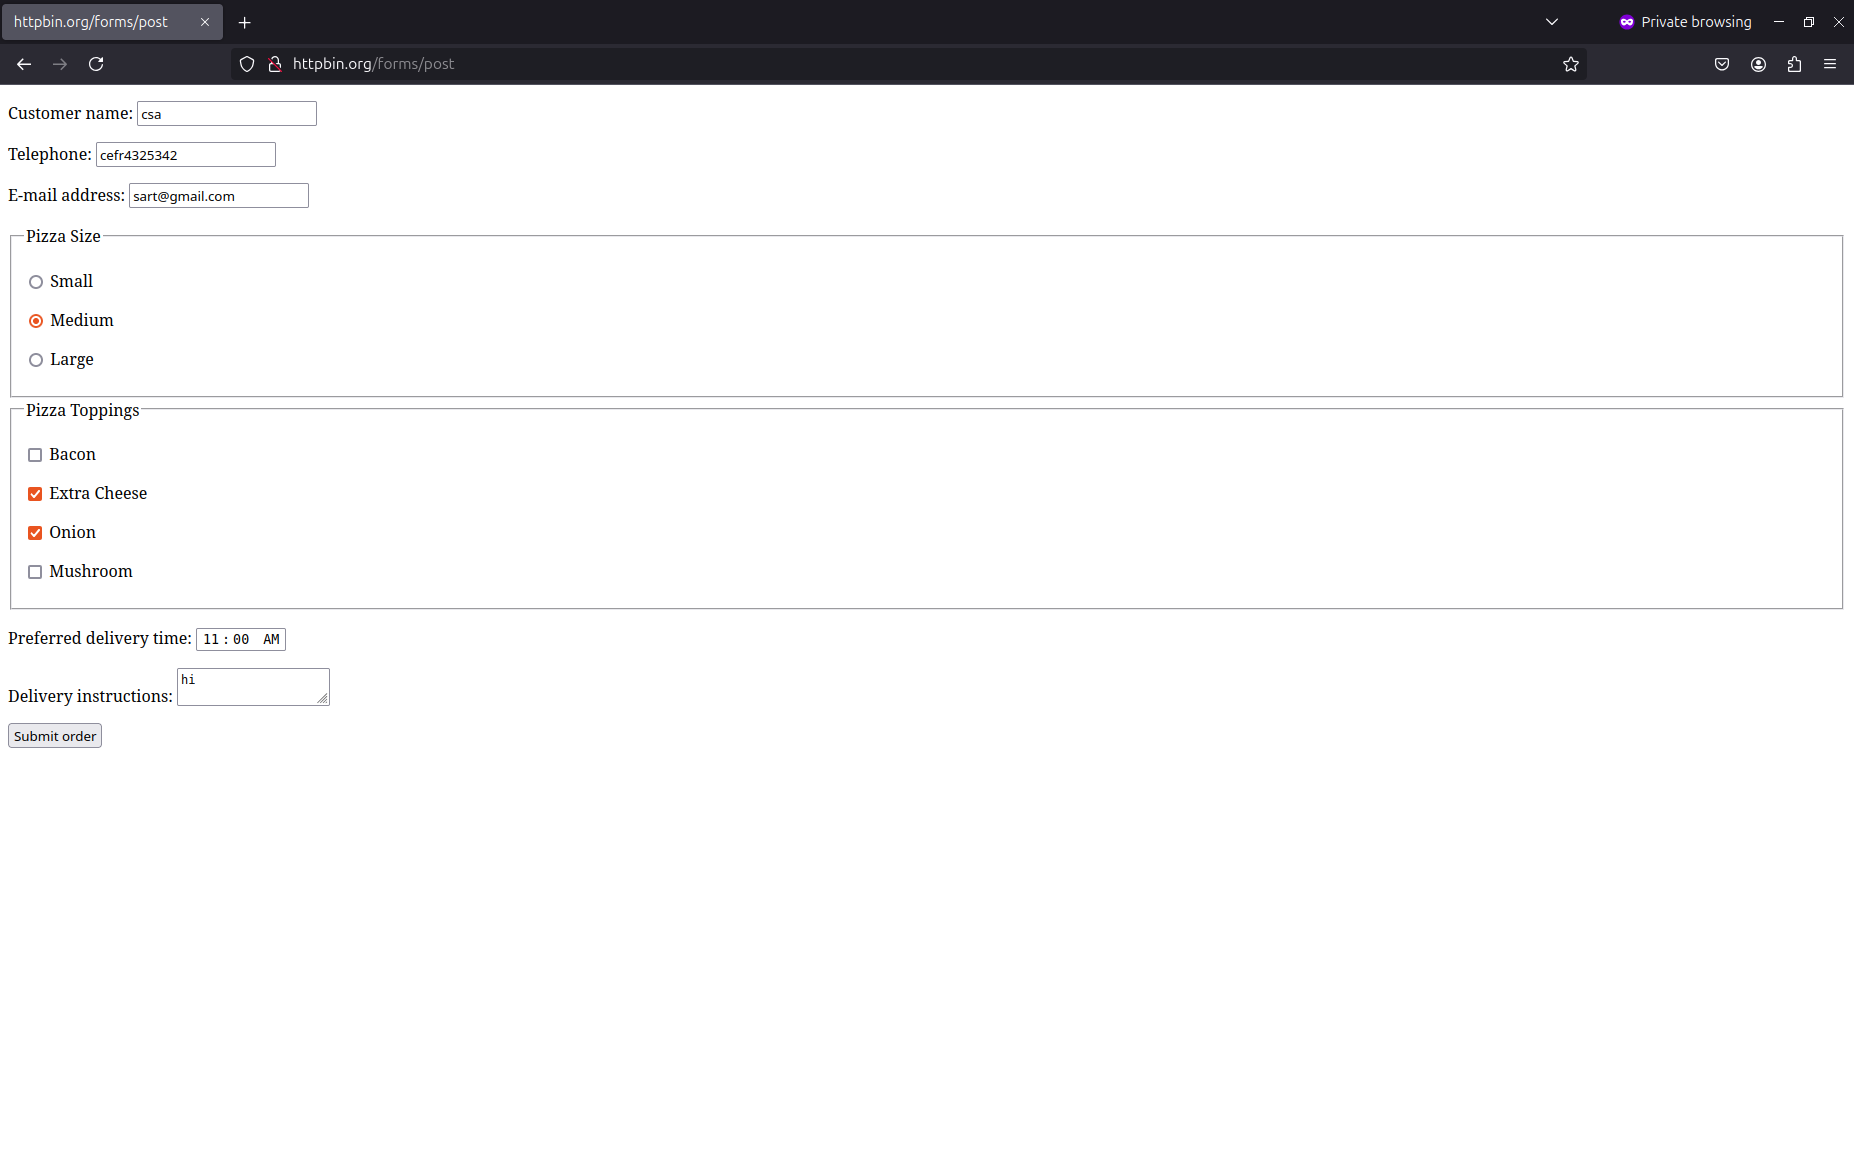 httpbin.org/forms/post
Private browsing
httpbin.org/forms/post
Customer name: csa
Telephone: cefr4325342
E-mail address: sart@gmail.com
Pizza Size
Small
Medium
Large
Pizza Toppings
Bacon
Extra Cheese
Onion
Mushroom
Preferred delivery time: 11:00 AM
Delivery instructions: hi
Submit order